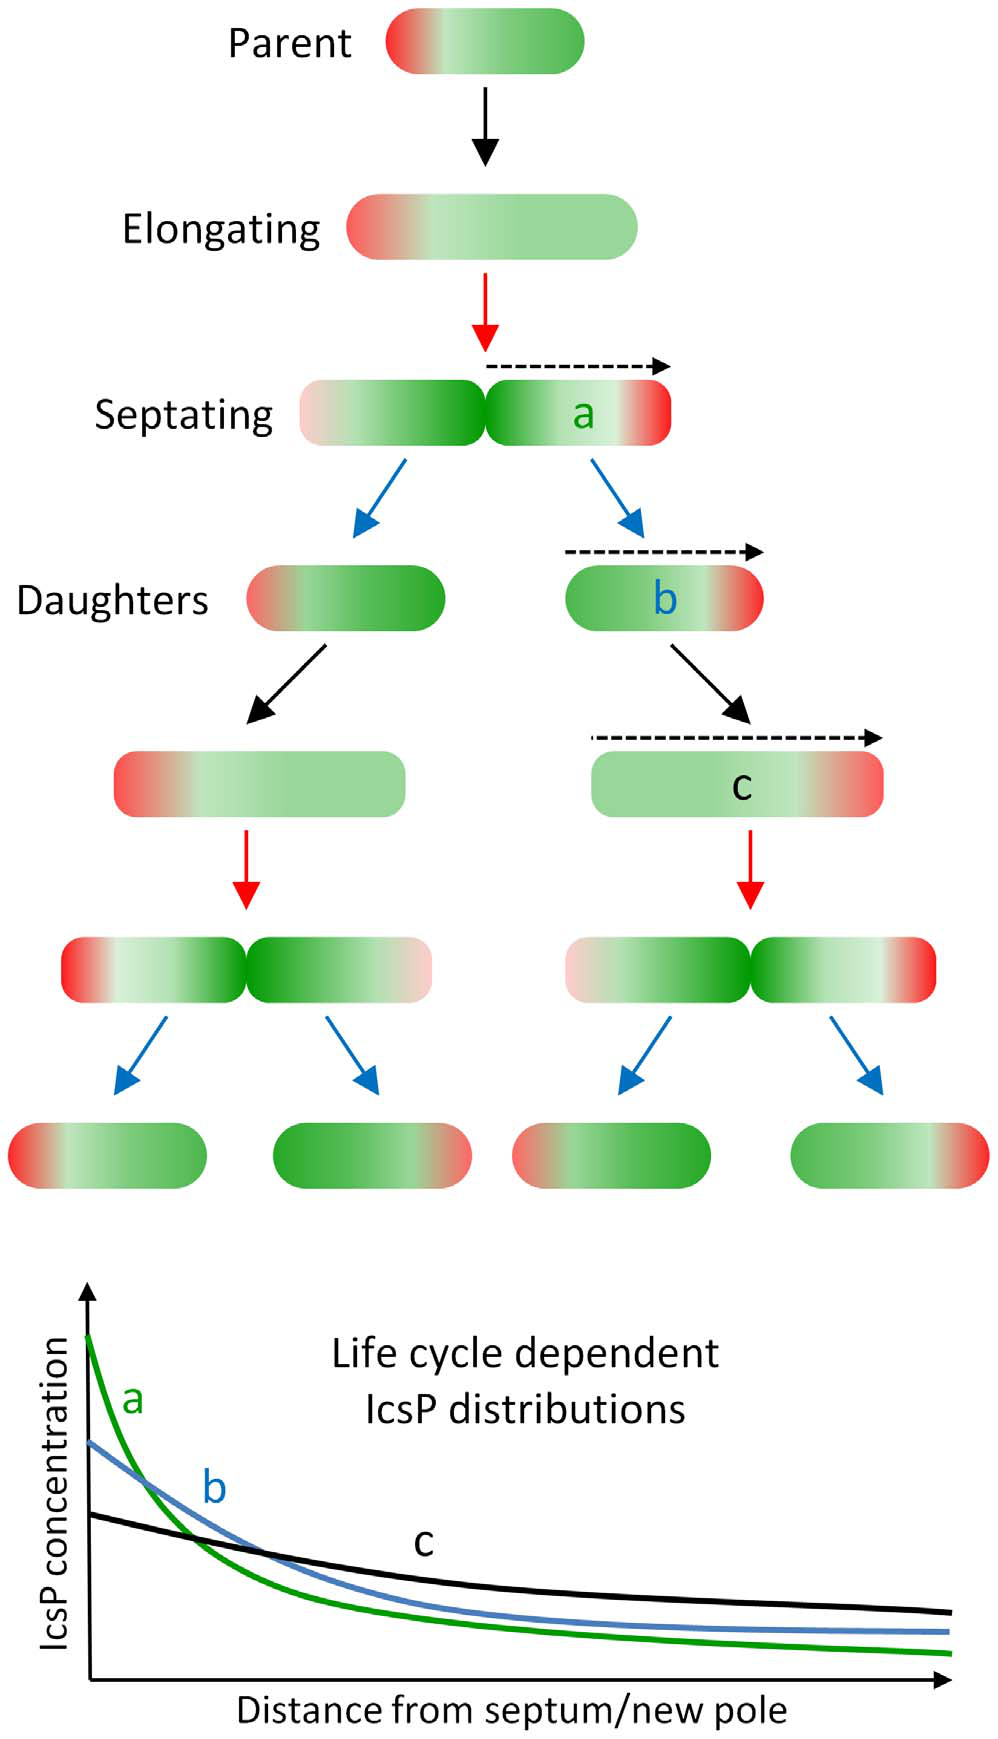 Parent
Elongating
Septating
a
Daughters
b
c
IcsP concentration
Life cycle dependent
IcsP distributions
a
b
c
Distance from septum/new pole